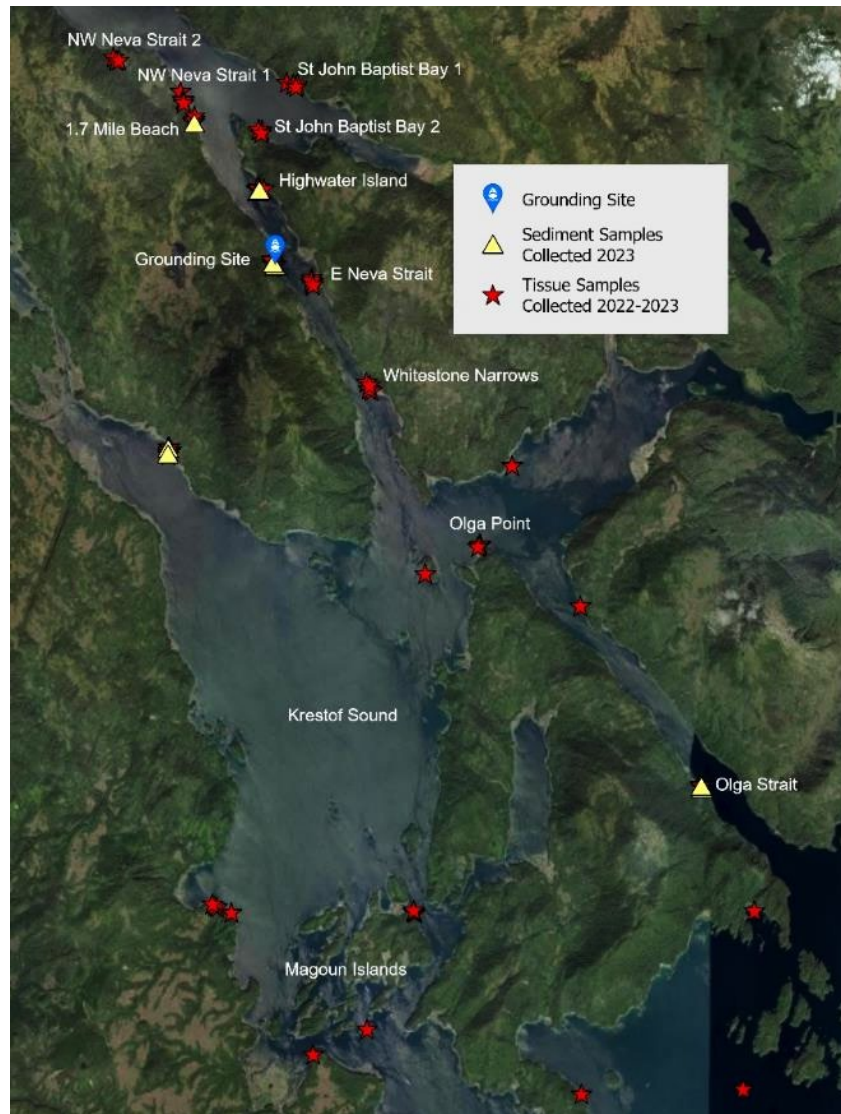 NW Neva Strait 2
St John Baptist Bay 1
NW Neva Strait 1
1.7 Mile Beach
St John Baptist Bay 2
Highwater Island
Grounding Site
E Neva Strait
Whitestone Narrows
Olga Point
Krestof Sound
Olga Strait
Magoun Islands
Grounding Site
Sediment Samples
Collected 2023
Tissue Samples
Collected 2022-2023